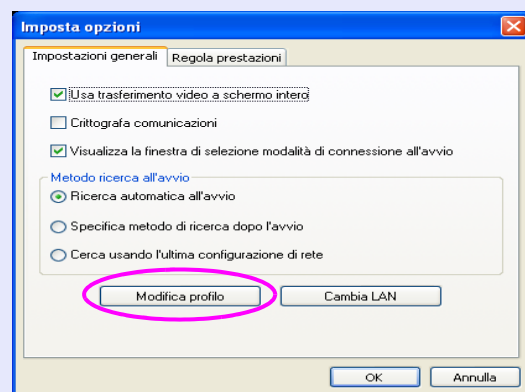 Imposta opzioni
Impostazioni generali
Regola prestazioni
Usa trasferimento video a schermo intero
Crittografa comunicazioni
Visualizza la finestra di selezione modalità di connessione all'avvio
Metodo ricerca all'avvio
Ricerca automatica all'avvio
Specifica metodo di ricerca dopo l'avvio
Cerca usando l'ultima configurazione di rete
Modifica profilo
Cambia LAN
OK
Annulla